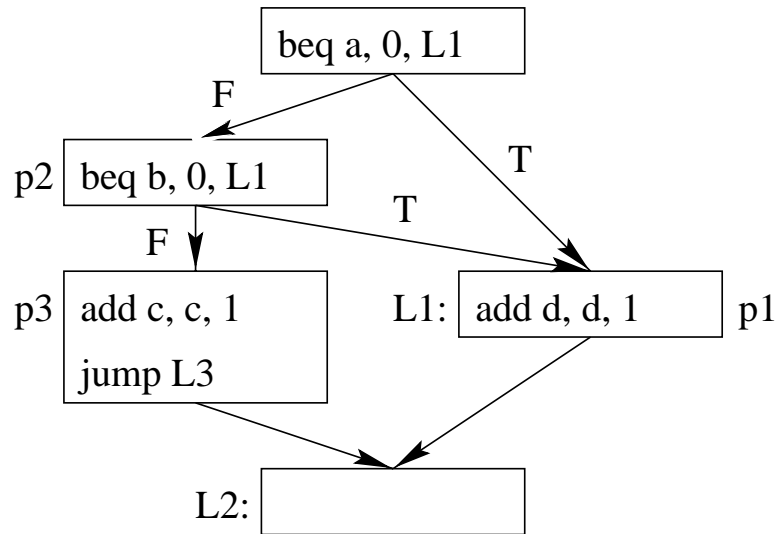 beq a, 0, L1
F
T
p2 beq b, 0, L1
T
F
p3 add c, c, 1
L1: add d, d, 1 p1
jump L3
L2: